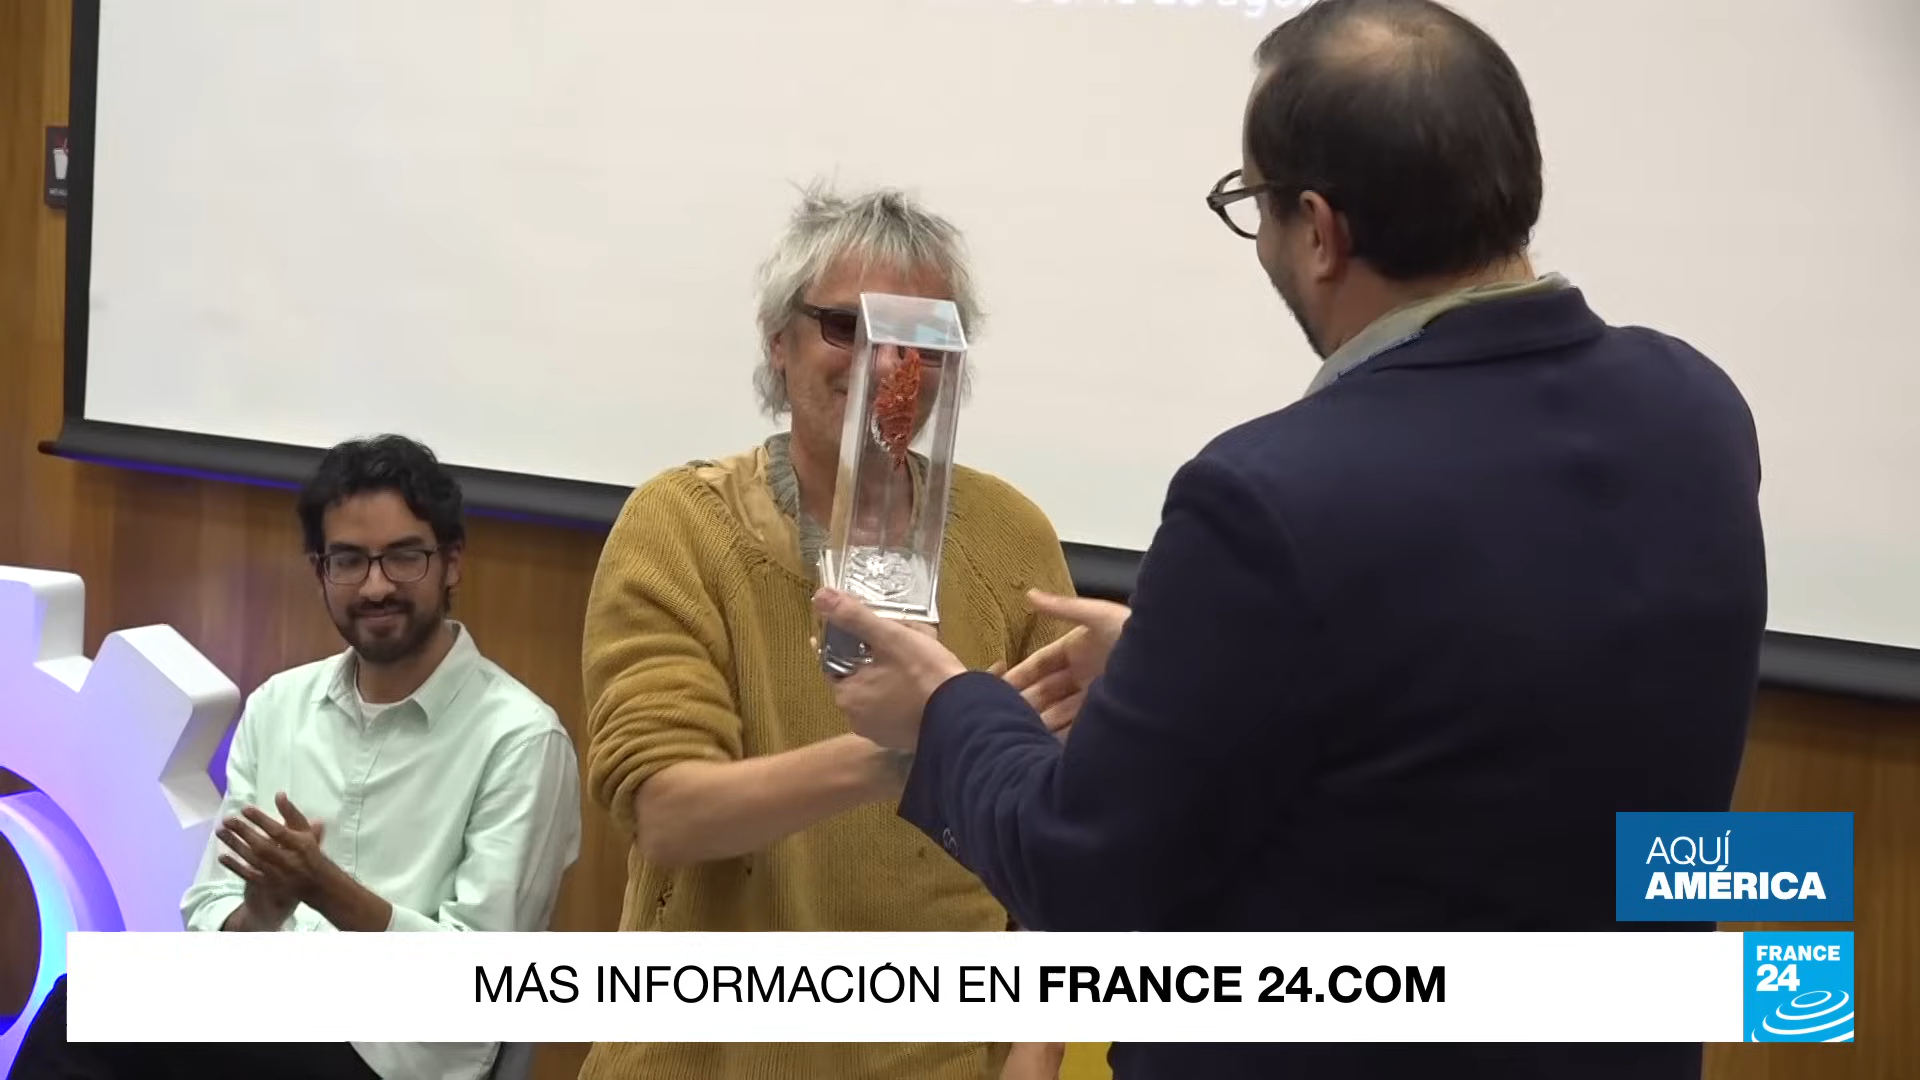 AQUÍ
AMÉRICA
MÁS INFORMACIÓN EN FRANCE 24.COM
FRANCE
24